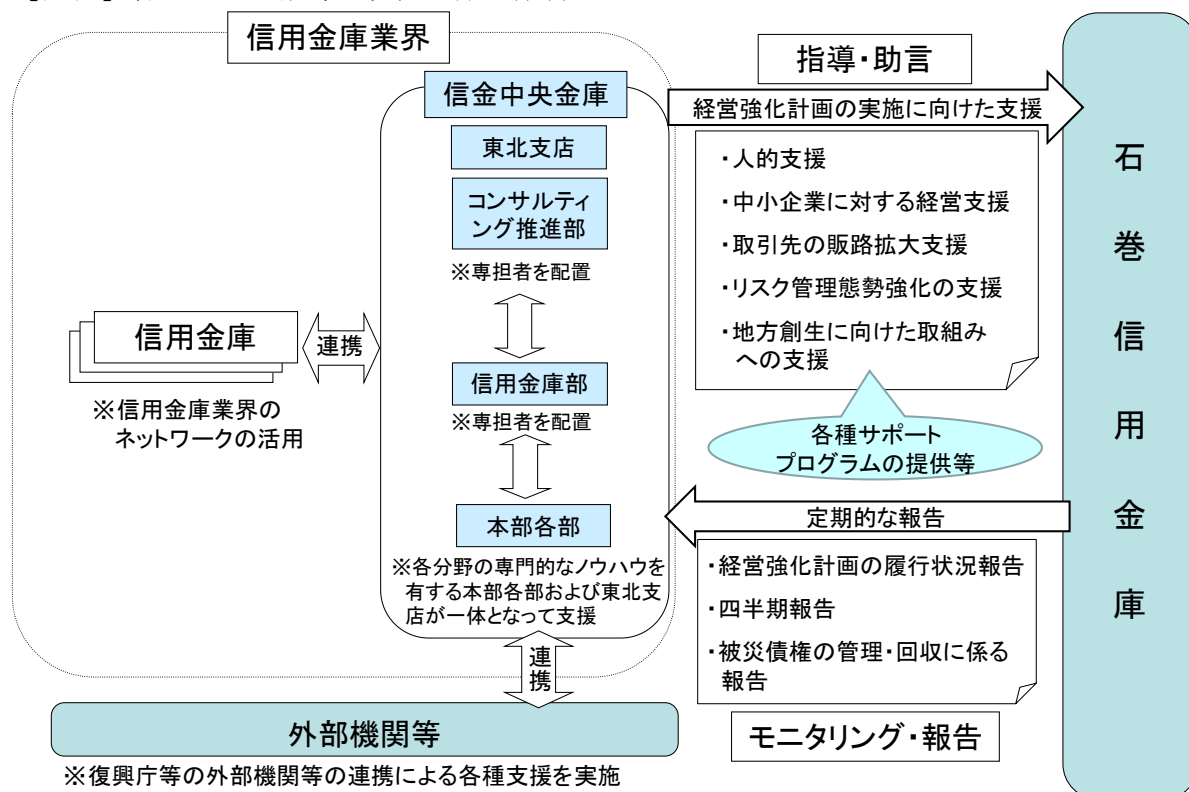 信用金庫業界
信金中央金庫
東北支店
コンサルティ
ング推進部
※専担者を配置
信用金庫部
※専担者を配置
本部各部
※各分野の専門的なノウハウを
有する本部各部および東北支
店が一体となって支援
信用金庫
※信用金庫業界の
ネットワークの活用
連携
連携
外部機関等
※復興庁等の外部機関等の連携による各種支援を実施
指導・助言
経営強化計画の実施に向けた支援
・人的支援
・中小企業に対する経営支援
・取引先の販路拡大支援
・リスク管理態勢強化の支援
・地方創生に向けた取組み
への支援
各種サポート
プログラムの提供等
定期的な報告
・経営強化計画の履行状況報告
・四半期報告
・被災債権の管理・回収に係る
報告
モニタリング・報告
石巻信用金庫